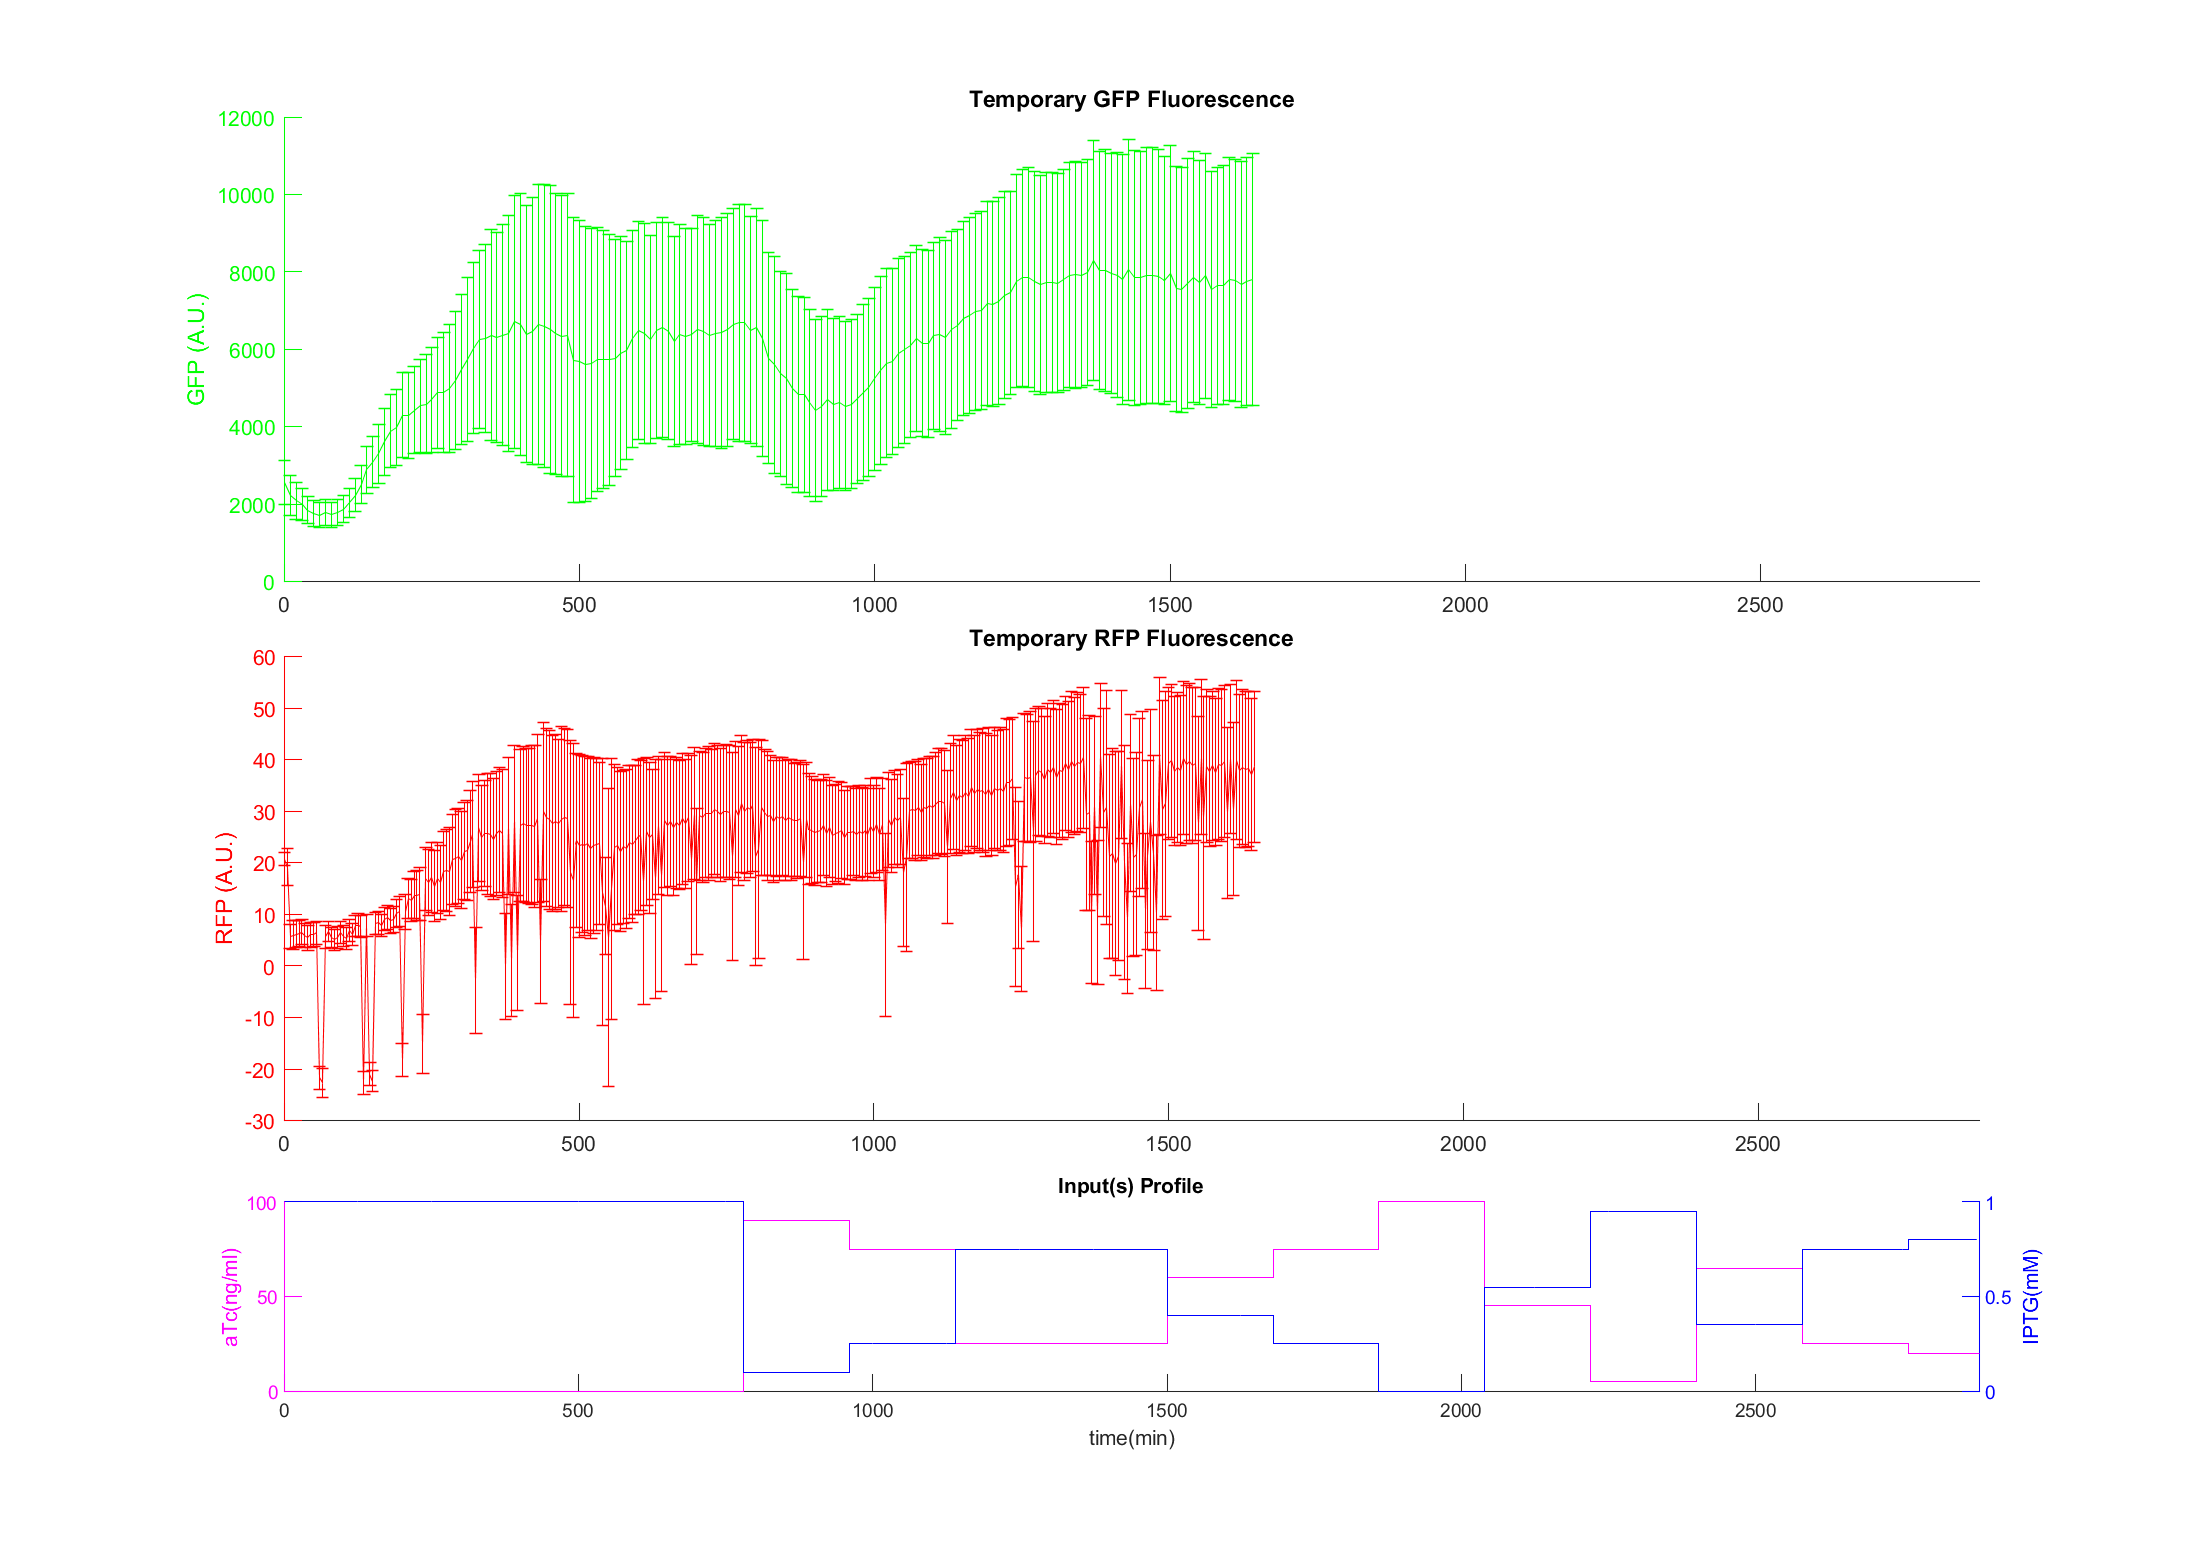 Temporary GFP Fluorescence
12000
10000
8000
6000
4000
2000
0
GFP (A.U.)
0 500 1000 1500 2000 2500
Temporary RFP Fluorescence
60
50
40
30
20
10
0
-10
-20
-30
RFP (A.U.)
0 500 1000 1500 2000 2500
Input(s) Profile
100
50
0
aTc(ng/ml)
1
0.5
0
IPTG(mM)
0 500 1000 1500 2000 2500
time(min)